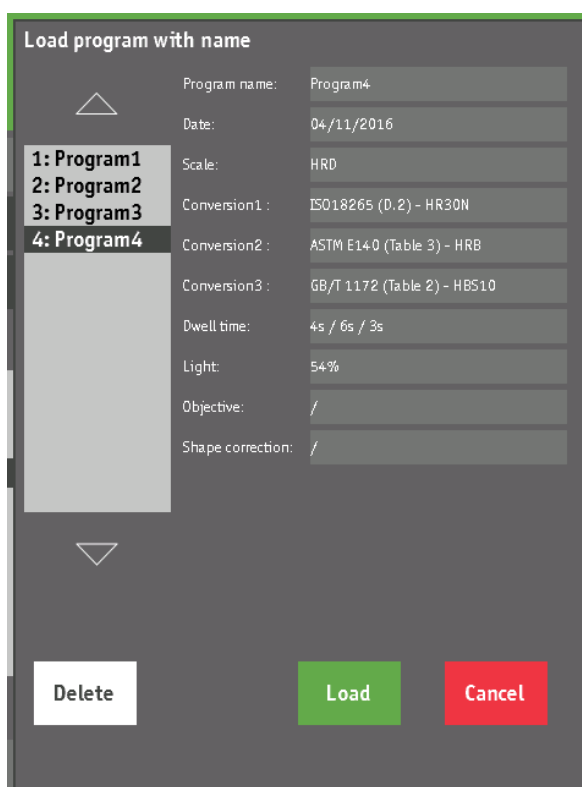 Load program with name
Program name: Program4
Date: 04/11/2016
1: Program1
2: Program2
3: Program3
4: Program4
Scale: HRD
Conversion1 : ISO18265 (D.2) - HR30N
Conversion2 : ASTM E140 (Table 3) - HRB
Conversion3 : GB/T 1172 (Table 2) - HBS10
Dwell time: 4s / 6s / 3s
Light: 54%
Objective: /
Shape correction: /
Delete
Load
Cancel